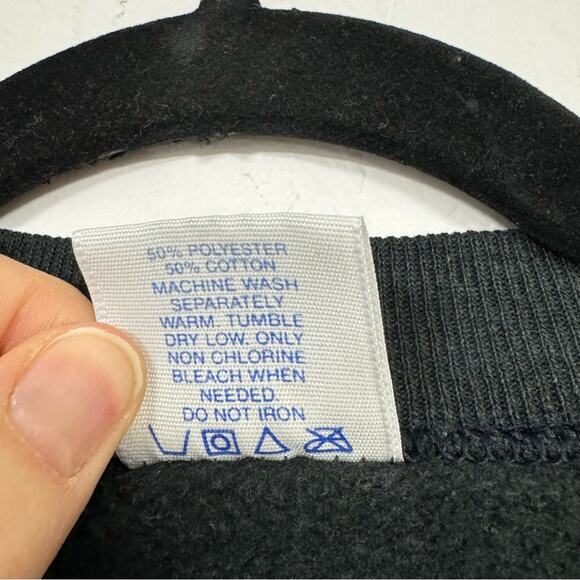 50% POLYESTER
50% COTTON
MACHINE WASH
SEPARATELY
WARM. TUMBLE
DRY LOW. ONLY
NON CHLORINE
BLEACH WHEN
NEEDED
DO NOT IRON